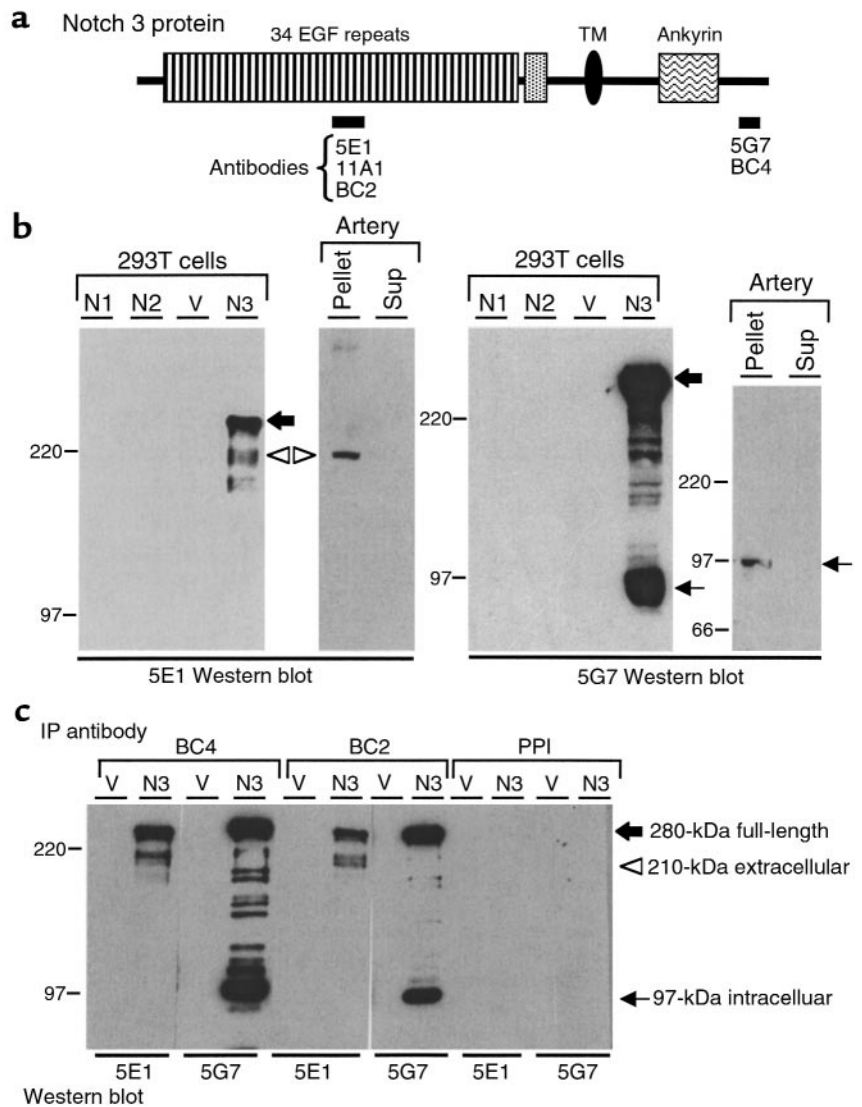 a
Notch 3 protein
34 EGF repeats
TM
Ankyrin
Antibodies
5E1
11A1
BC2
5G7
BC4
b
293T cells
Artery
N1 N2 V N3
Pellet Sup
220
97
5E1 Western blot
293T cells
Artery
N1 N2 V N3
Pellet Sup
220
97
220
97
66
5G7 Western blot
c
IP antibody
BC4 BC2 PPI
V N3 V N3 V N3 V N3 V N3 V N3
220
97
280-kDa full-length
210-kDa extracellular
97-kDa intracelluar
5E1 5G7 5E1 5G7 5E1 5G7
Western blot